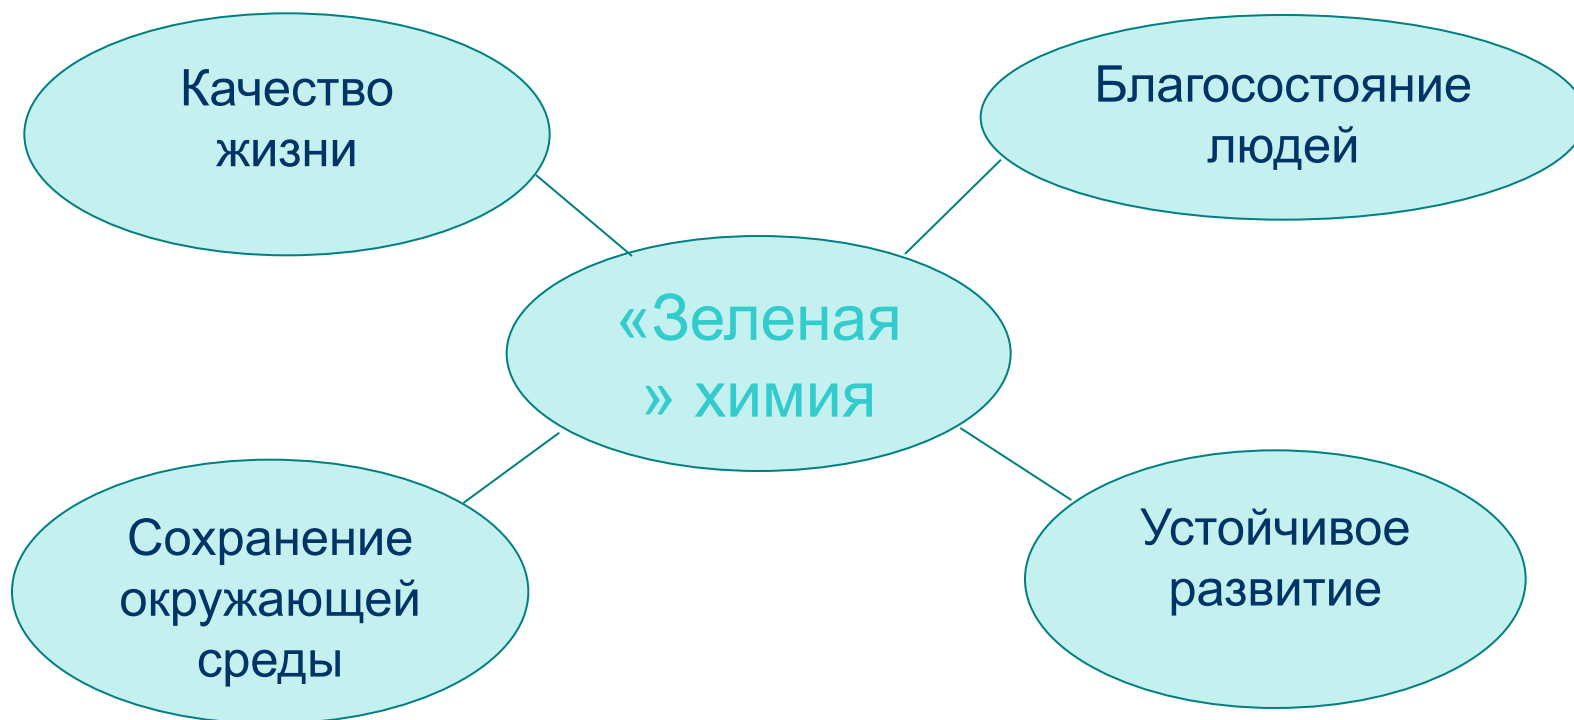 Качество
жизни
Благосостояние
людей
«Зеленая
» химия
Сохранение
окружающей
среды
Устойчивое
развитие